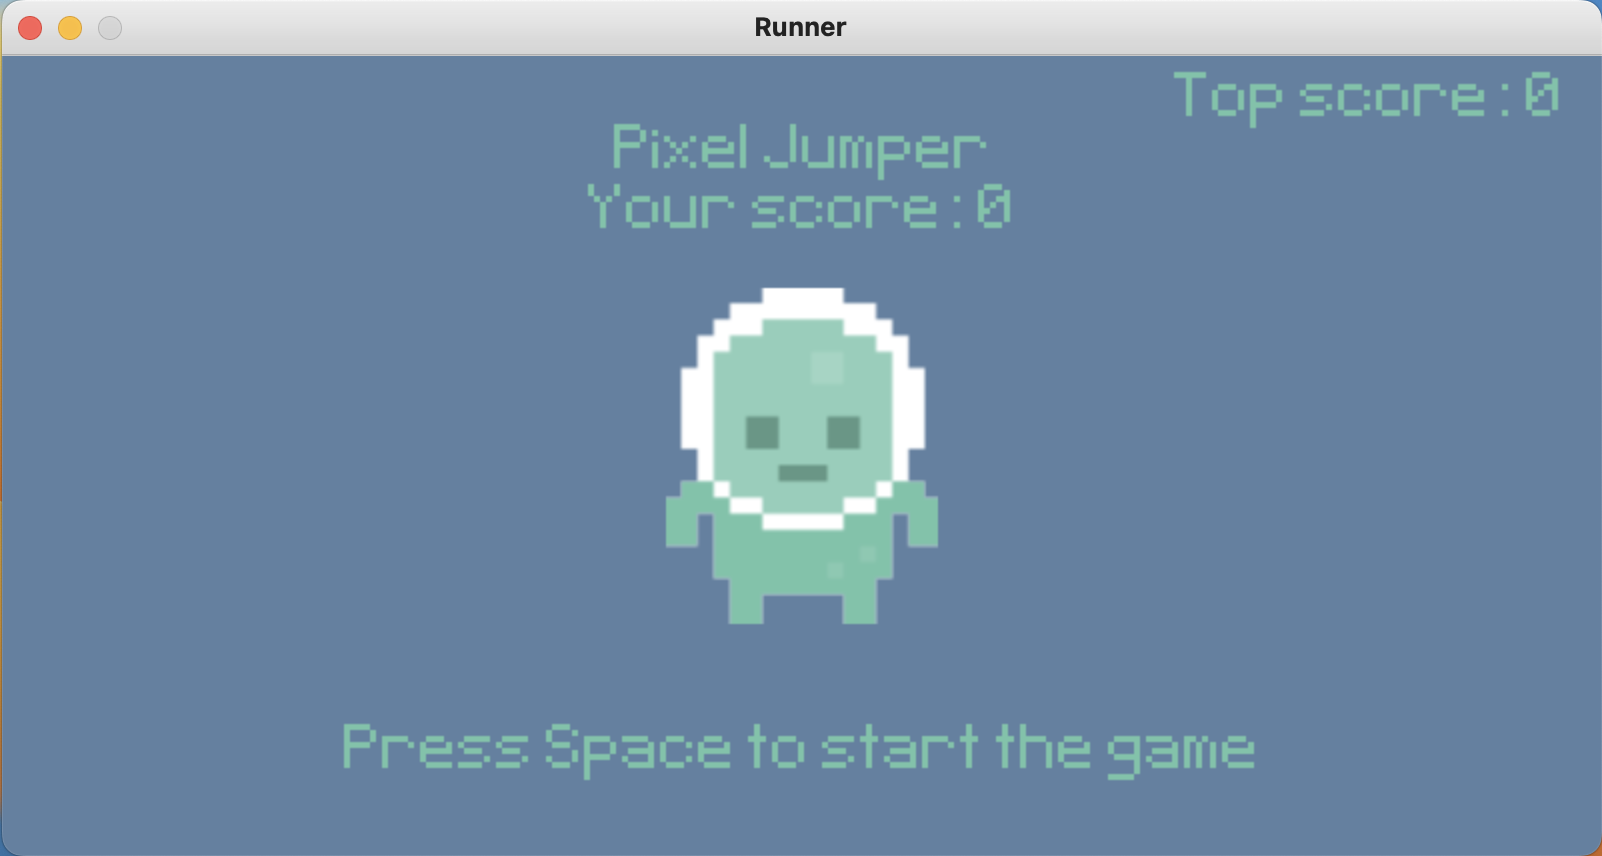 Runner
Top score:0
Pixel Jumper
Your score:0
Press Space to start the game